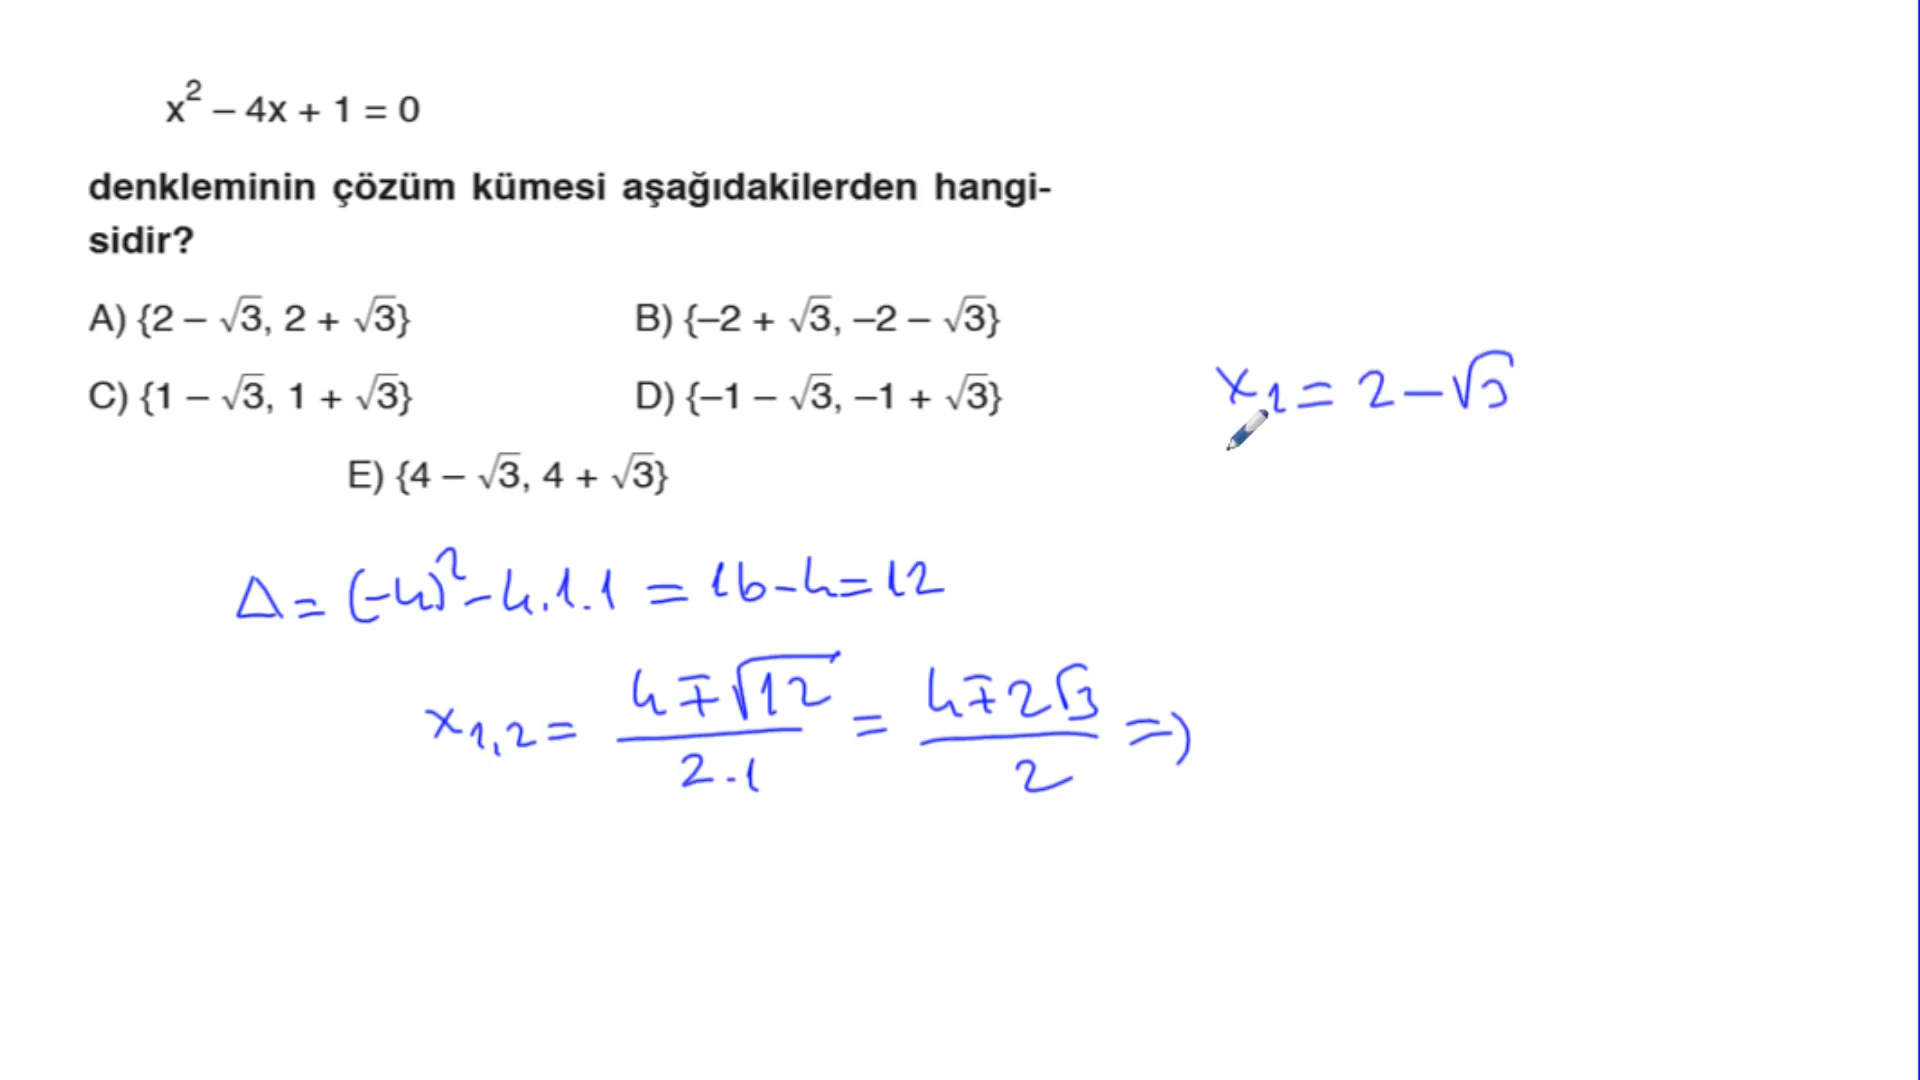 x² – 4x + 1 = 0
denkleminin çözüm kümesi aşağıdakilerden hangi-
sidir?
A) {2 – √3, 2 + √3}
B) {–2 + √3, –2 – √3}
C) {1 – √3, 1 + √3}
D) {–1 – √3, –1 + √3}
E) {4 – √3, 4 + √3}
x₁ = 2 – √3
Δ = (-4)² - 4.1.1 = 16 - 4 = 12
x₁,₂ = (4 ∓ √12)/(2.1) = (4 ∓ 2√3)/2 ⇒